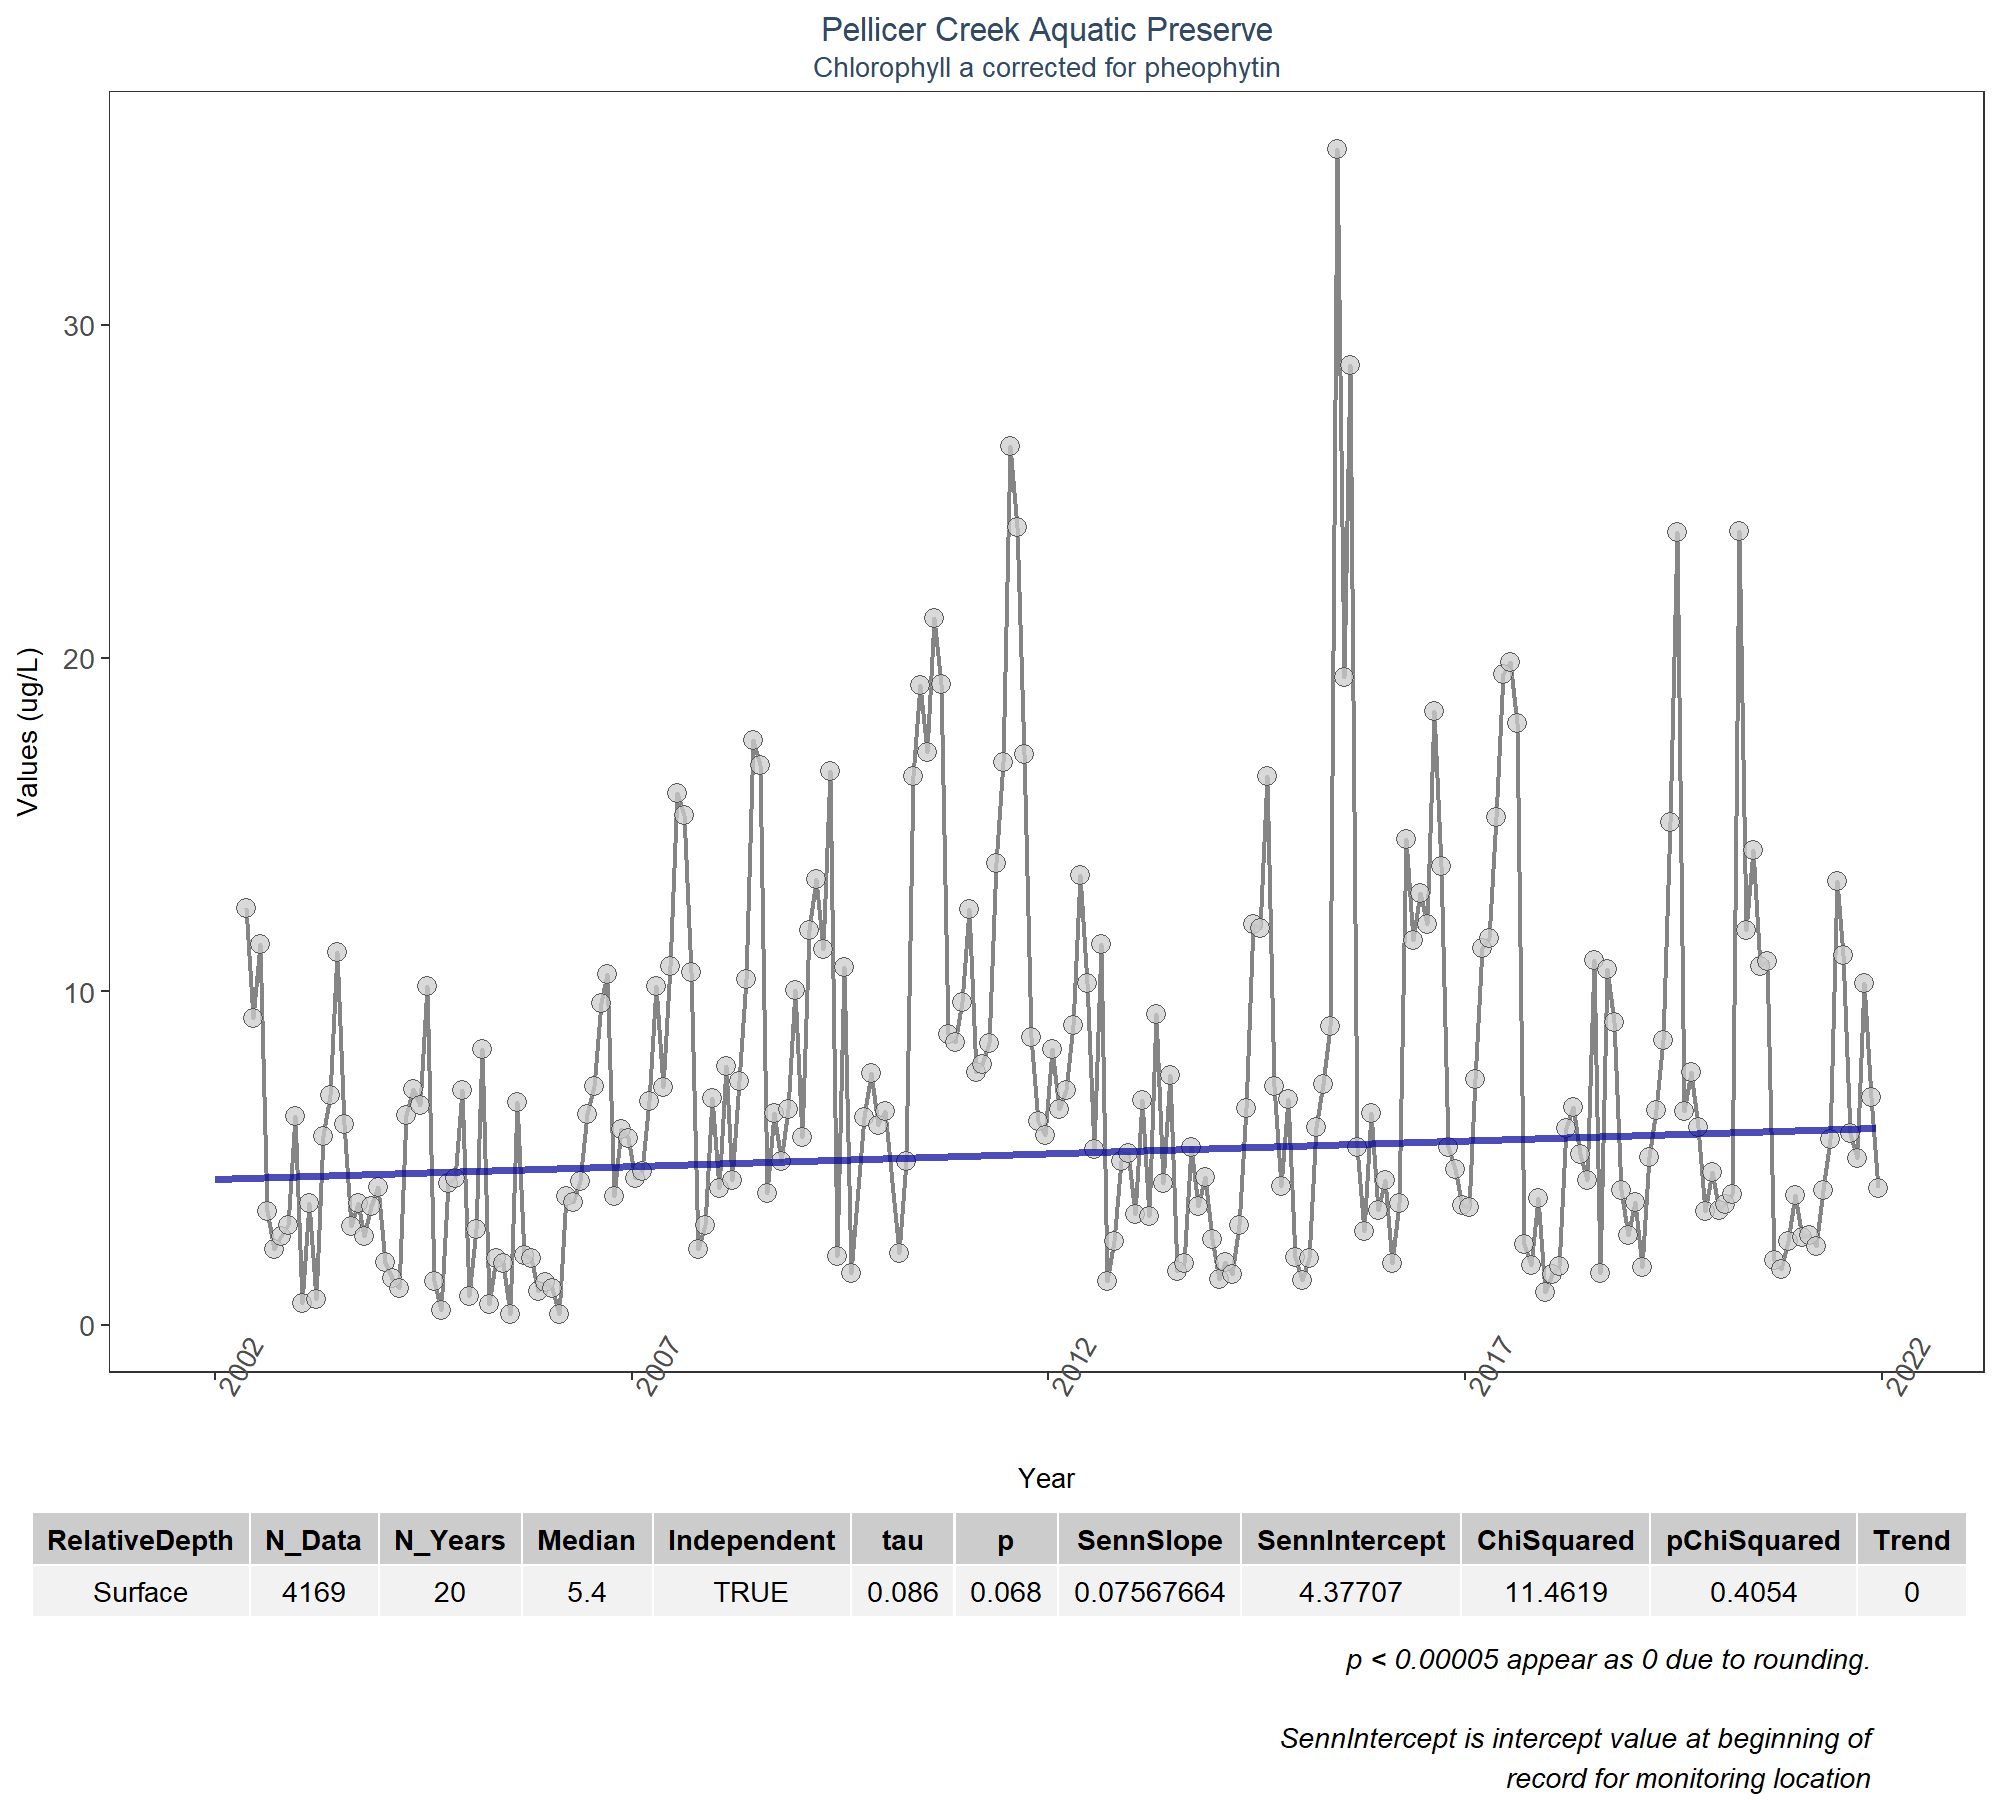 Pellicer Creek Aquatic Preserve
Chlorophyll a corrected for pheophytin
Values (ug/L)
30
20
10
0
2002 2007 2012 2017 2022
Year
RelativeDepth N_Data N_Years Median Independent tau p SennSlope SennIntercept ChiSquared pChiSquared Trend
Surface 4169 20 5.4 TRUE 0.086 0.068 0.07567664 4.37707 11.4619 0.4054 0
p < 0.00005 appear as 0 due to rounding.
SennIntercept is intercept value at beginning of
record for monitoring location